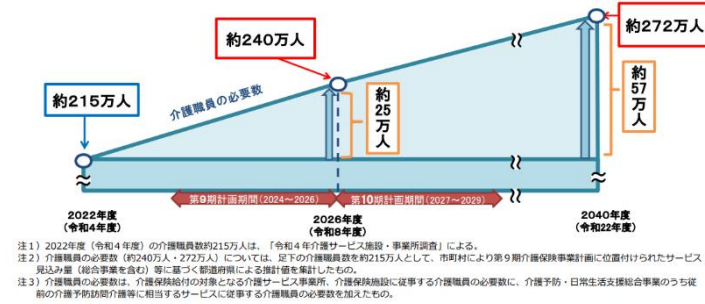 約272万人
約240万人
約215万人
介護職員の必要数
約25万人
約57万人
第9期計画期間(2024～2026)
第10期計画期間(2027～2029)
2022年度
(令和4年度)
2026年度
(令和8年度)
2040年度
(令和22年度)
注1）2022年度（令和4年度）の介護職員数約215万人は、「令和4年介護サービス施設・事業所調査」による。
注2）介護職員の必要数（約240万人・272万人）については、足下の介護職員数を約215万人として、市町村により第9期介護保険事業計画に位置付けられたサービス
見込み量（総合事業を含む）等に基づく都道府県による推計値を集計したもの。
注3）介護職員の必要数は、介護保険給付の対象となる介護サービス事業所、介護保険施設に従事する介護職員の必要数に、介護予防・日常生活支援総合事業のうち従
前の介護予防訪問介護等に相当するサービスに従事する介護職員の必要数を加えたもの。